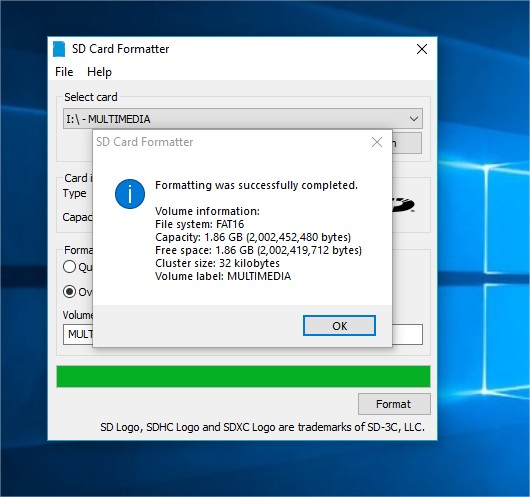 SD Card Formatter
File Help
Select card
I:\ - MULTIMEDIA
SD Card Formatter
Formatting was successfully completed.
Volume information:
File system: FAT16
Capacity: 1.86 GB (2,002,452,480 bytes)
Free space: 1.86 GB (2,002,419,712 bytes)
Cluster size: 32 kilobytes
Volume label: MULTIMEDIA
OK
Card i
Type
Capac
Forma
Qu
Ov
Volume
MULT
Format
SD Logo, SDHC Logo and SDXC Logo are trademarks of SD-3C, LLC.